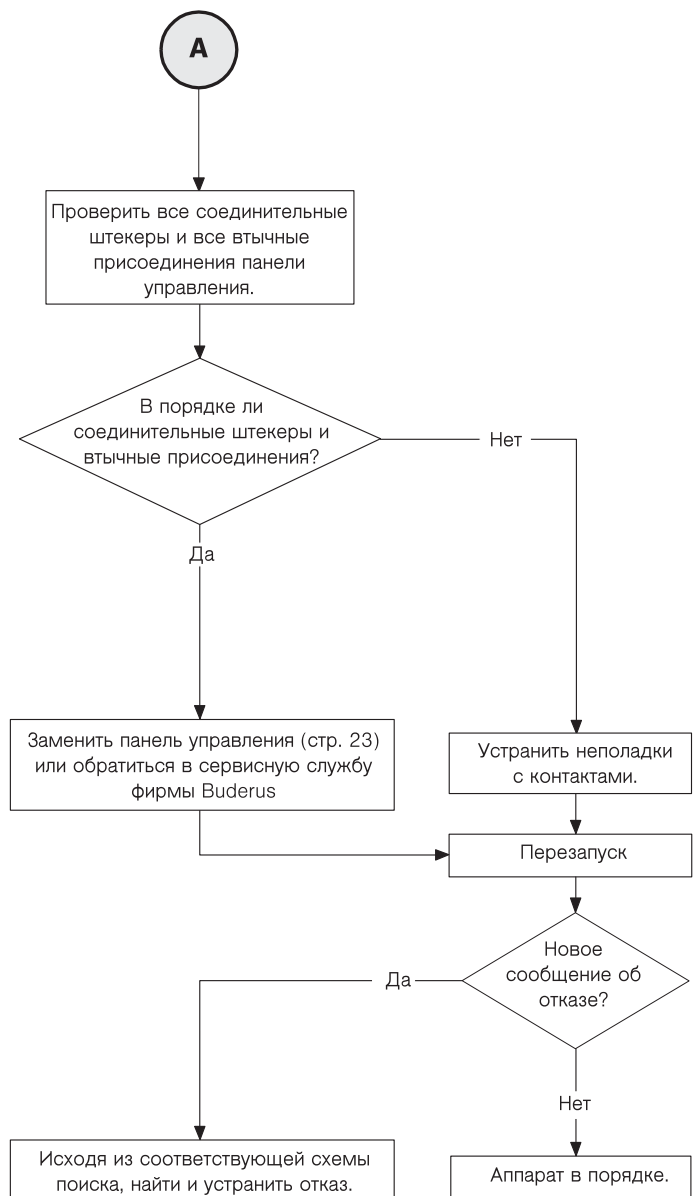 A
Проверить все соединительные
штекеры и все втычные
присоединения панели
управления.
В порядке ли
соединительные штекеры и
втычные присоединения?
Нет
Да
Заменить панель управления (стр. 23)
или обратиться в сервисную службу
фирмы Buderus
Устранить неполадки
с контактами.
Перезапуск
Новое
сообщение об
отказе?
Да
Нет
Исходя из соответствующей схемы
поиска, найти и устранить отказ.
Аппарат в порядке.